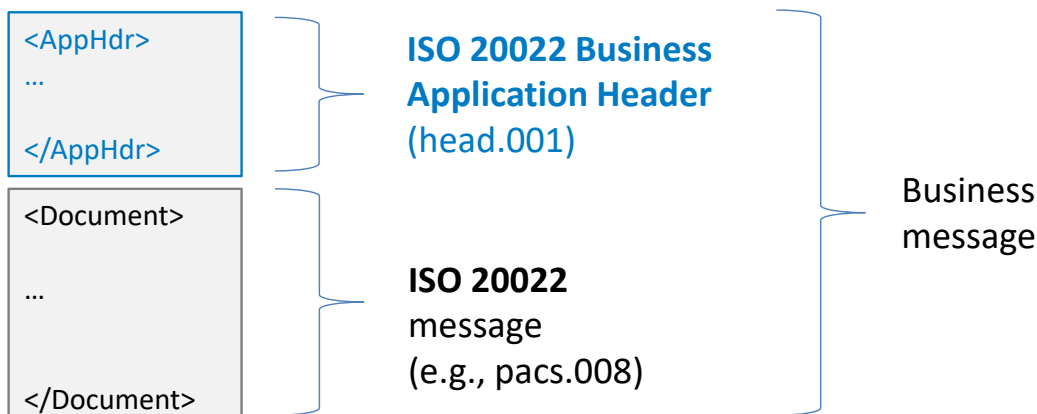 <AppHdr>
…
</AppHdr>
ISO 20022 Business
Application Header
(head.001)
<Document>
…
</Document>
ISO 20022
message
(e.g., pacs.008)
Business
message